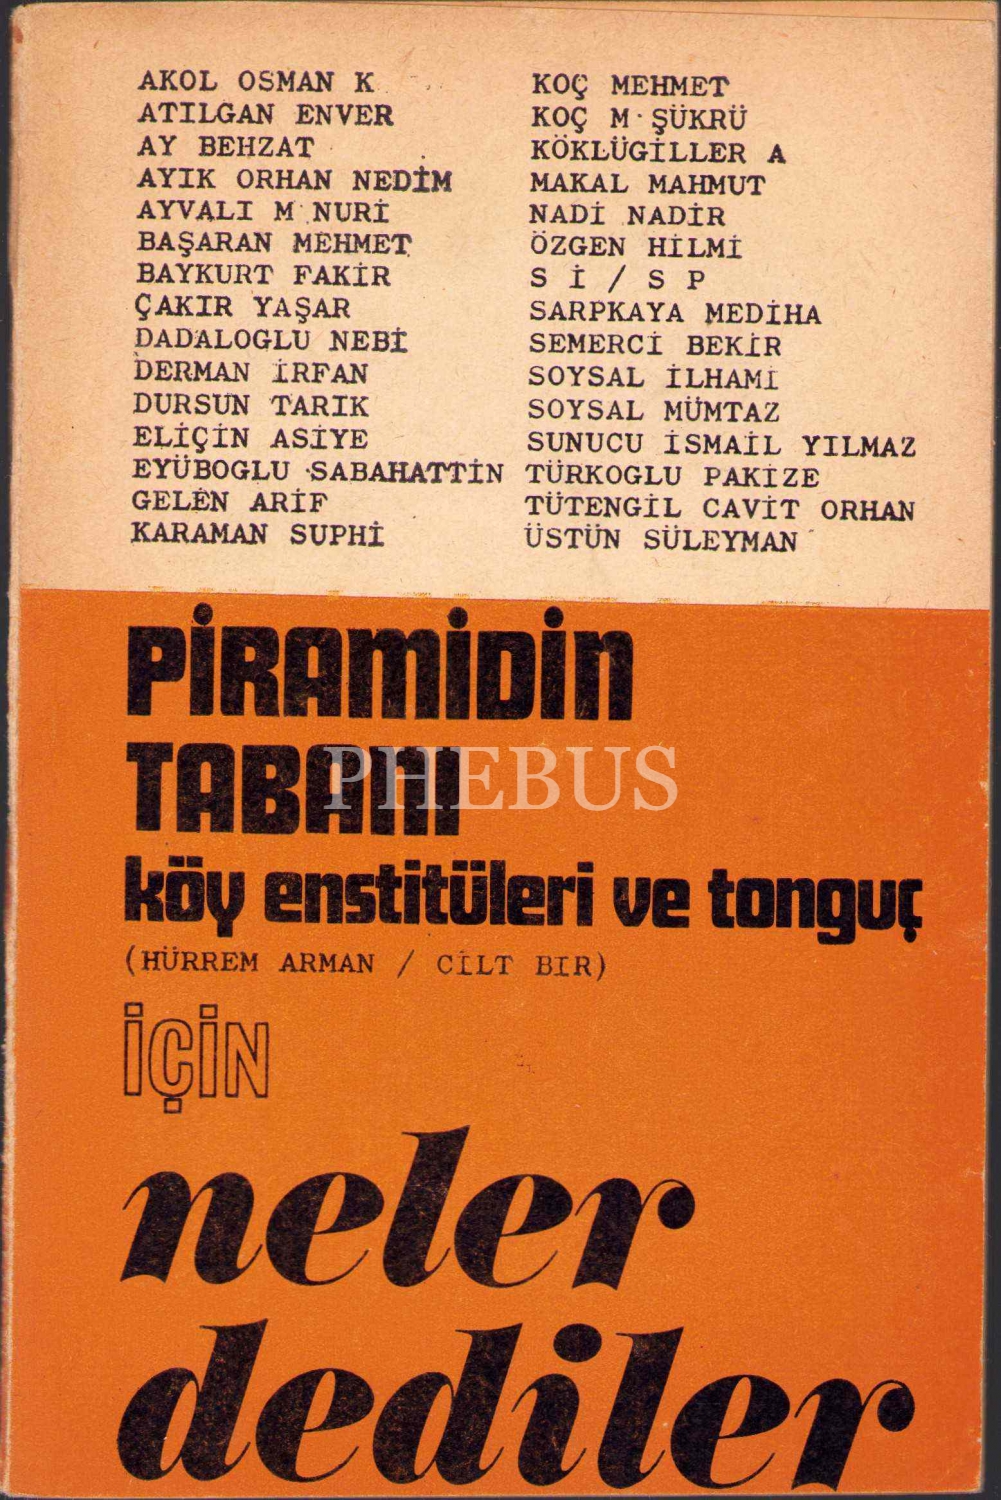 AKOL OSMAN K
ATILGAN ENVER
AY BEHZAT
AYIK ORHAN NEDİM
AYVALI M NURİ
BAŞARAN MEHMET
BAYKURT FAKİR
ÇAKIR YAŞAR
DADALOGLU NEBİ
DERMAN İRFAN
DURSUN TARIK
ELİÇİN ASİYE
EYÜBOGLU SABAHATTİN
GELEN ARİF
KARAMAN SUPHİ
KOÇ MEHMET
KOÇ M ŞÜKRÜ
KÖKLÜGİLLER A
MAKAL MAHMUT
NADİ NADİR
ÖZGEN HİLMİ
S İ / S P
SARPKAYA MEDİHA
SEMERCİ BEKİR
SOYSAL İLHAMİ
SOYSAL MÜMTAZ
SUNUCU İSMAİL YILMAZ
TÜRKOGLU PAKİZE
TÜTENGİL CAVİT ORHAN
ÜSTÜN SÜLEYMAN
PİRAMİDİN
TABANI
PHEBUS
köy enstitüleri ve tonguç
(HÜRREM ARMAN / CİLT BIR)
İÇİN
neler
dediler